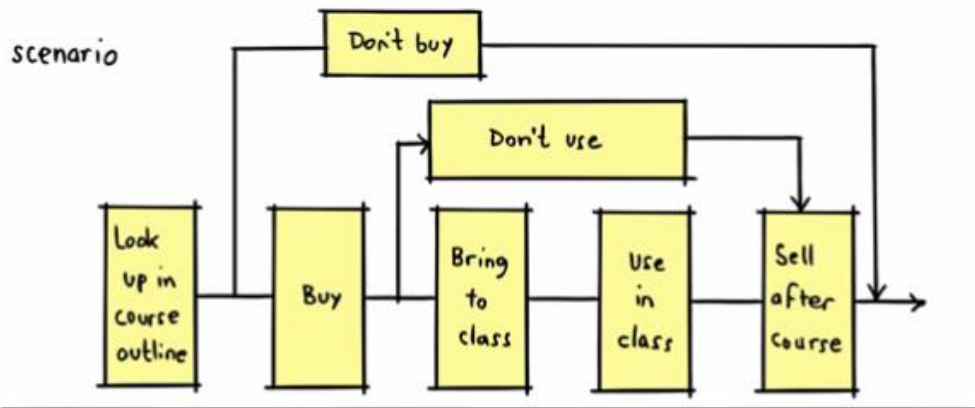 scenario
Don't buy
Don't use
Look
up in
course
outline
Buy
Bring
to
class
Use
in
class
Sell
after
course